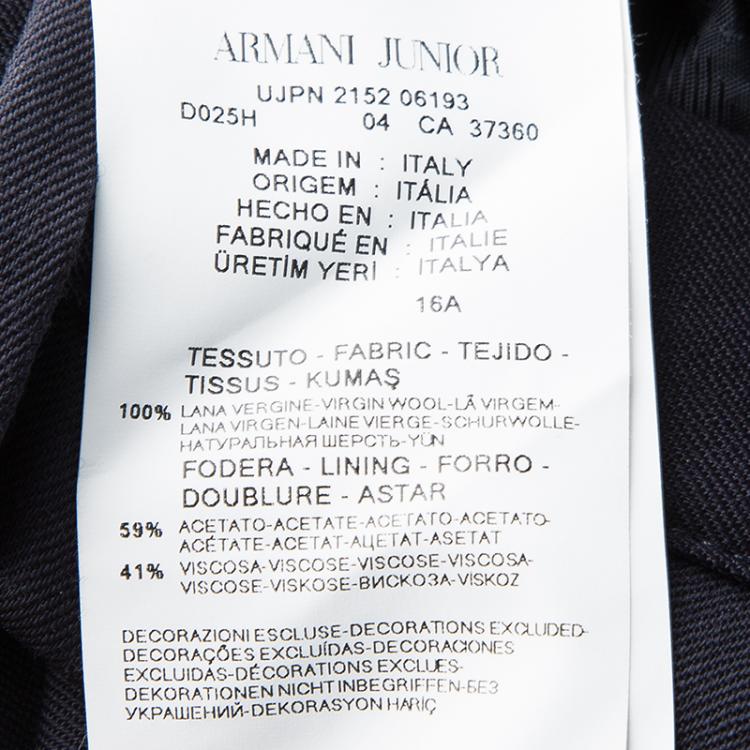 ARMANI JUNIOR
UJPN 2152 06193
D025H 04 CA 37360
MADE IN : ITALY
ORIGEM : ITÁLIA
HECHO EN : ITALIA
FABRIQUÉ EN : ITALIE
ÜRETİM YERİ : ITALYA
16A
TESSUTO - FABRIC - TEJIDO -
TISSUS - KUMAŞ
100% LANA VERGINE-VIRGIN WOOL-LÃ VIRGEM-
LANA VIRGEN-LAINE VIERGE-SCHURWOLLE-
НАТУРАЛЬНАЯ ШЕРСТЬ-YÜN
FODERA - LINING - FORRO -
DOUBLURE - ASTAR
59% ACETATO-ACETATE-ACETATO-ACETATO-
ACÉTATE-ACETAT-АЦЕТАТ-ASETAT
41% VISCOSA-VISCOSE-VISCOSE-VISCOSA-
VISCOSE-VISKOSE-ВИСКОЗА-VISKOZ
DECORAZIONI ESCLUSE-DECORATIONS EXCLUDED-
DECORAÇÕES EXCLUÍDAS-DECORACIONES
EXCLUIDAS-DÉCORATIONS EXCLUES-
DEKORATIONEN NICHT INBEGRIFFEN-БЕЗ
УКРАШЕНИЙ-DEKORASYON HARİÇ